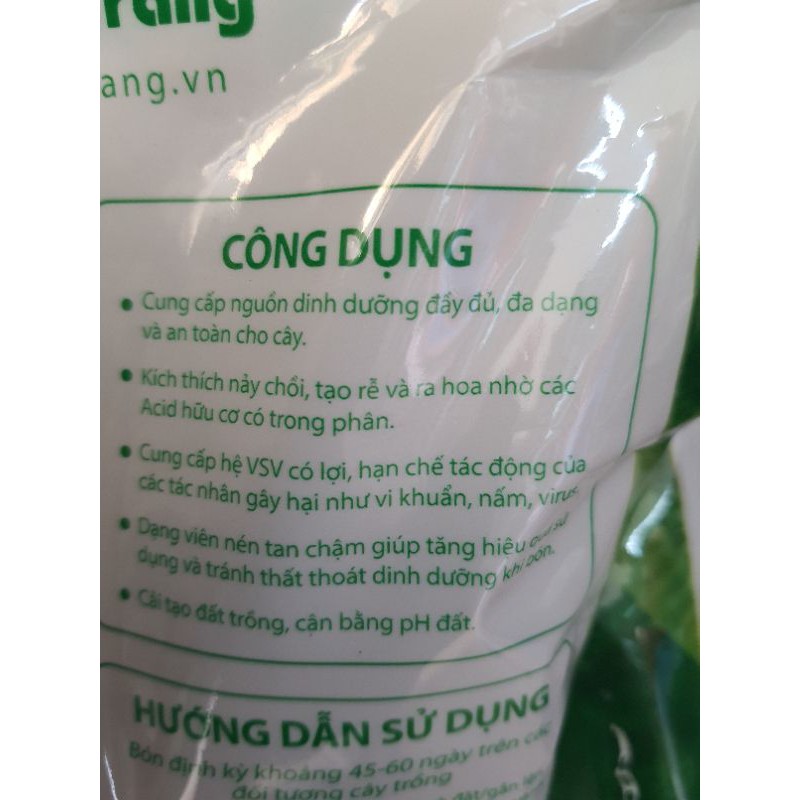 ang.vn
CÔNG DỤNG
• Cung cấp nguồn dinh dưỡng đầy đủ, đa dạng
và an toàn cho cây.
• Kích thích nảy chồi, tạo rễ và ra hoa nhờ các
Acid hữu cơ có trong phân.
• Cung cấp hệ VSV có lợi, hạn chế tác động của
các tác nhân gây hại như vi khuẩn, nấm, virus.
• Dạng viên nén tan chậm giúp tăng hiệu quả sử
dụng và tránh thất thoát dinh dưỡng khi bón.
• Cải tạo đất trồng, cân bằng pH đất.
HƯỚNG DẪN SỬ DỤNG
Bón định kỳ khoảng 45-60 ngày trên các
đối tượng cây trồng